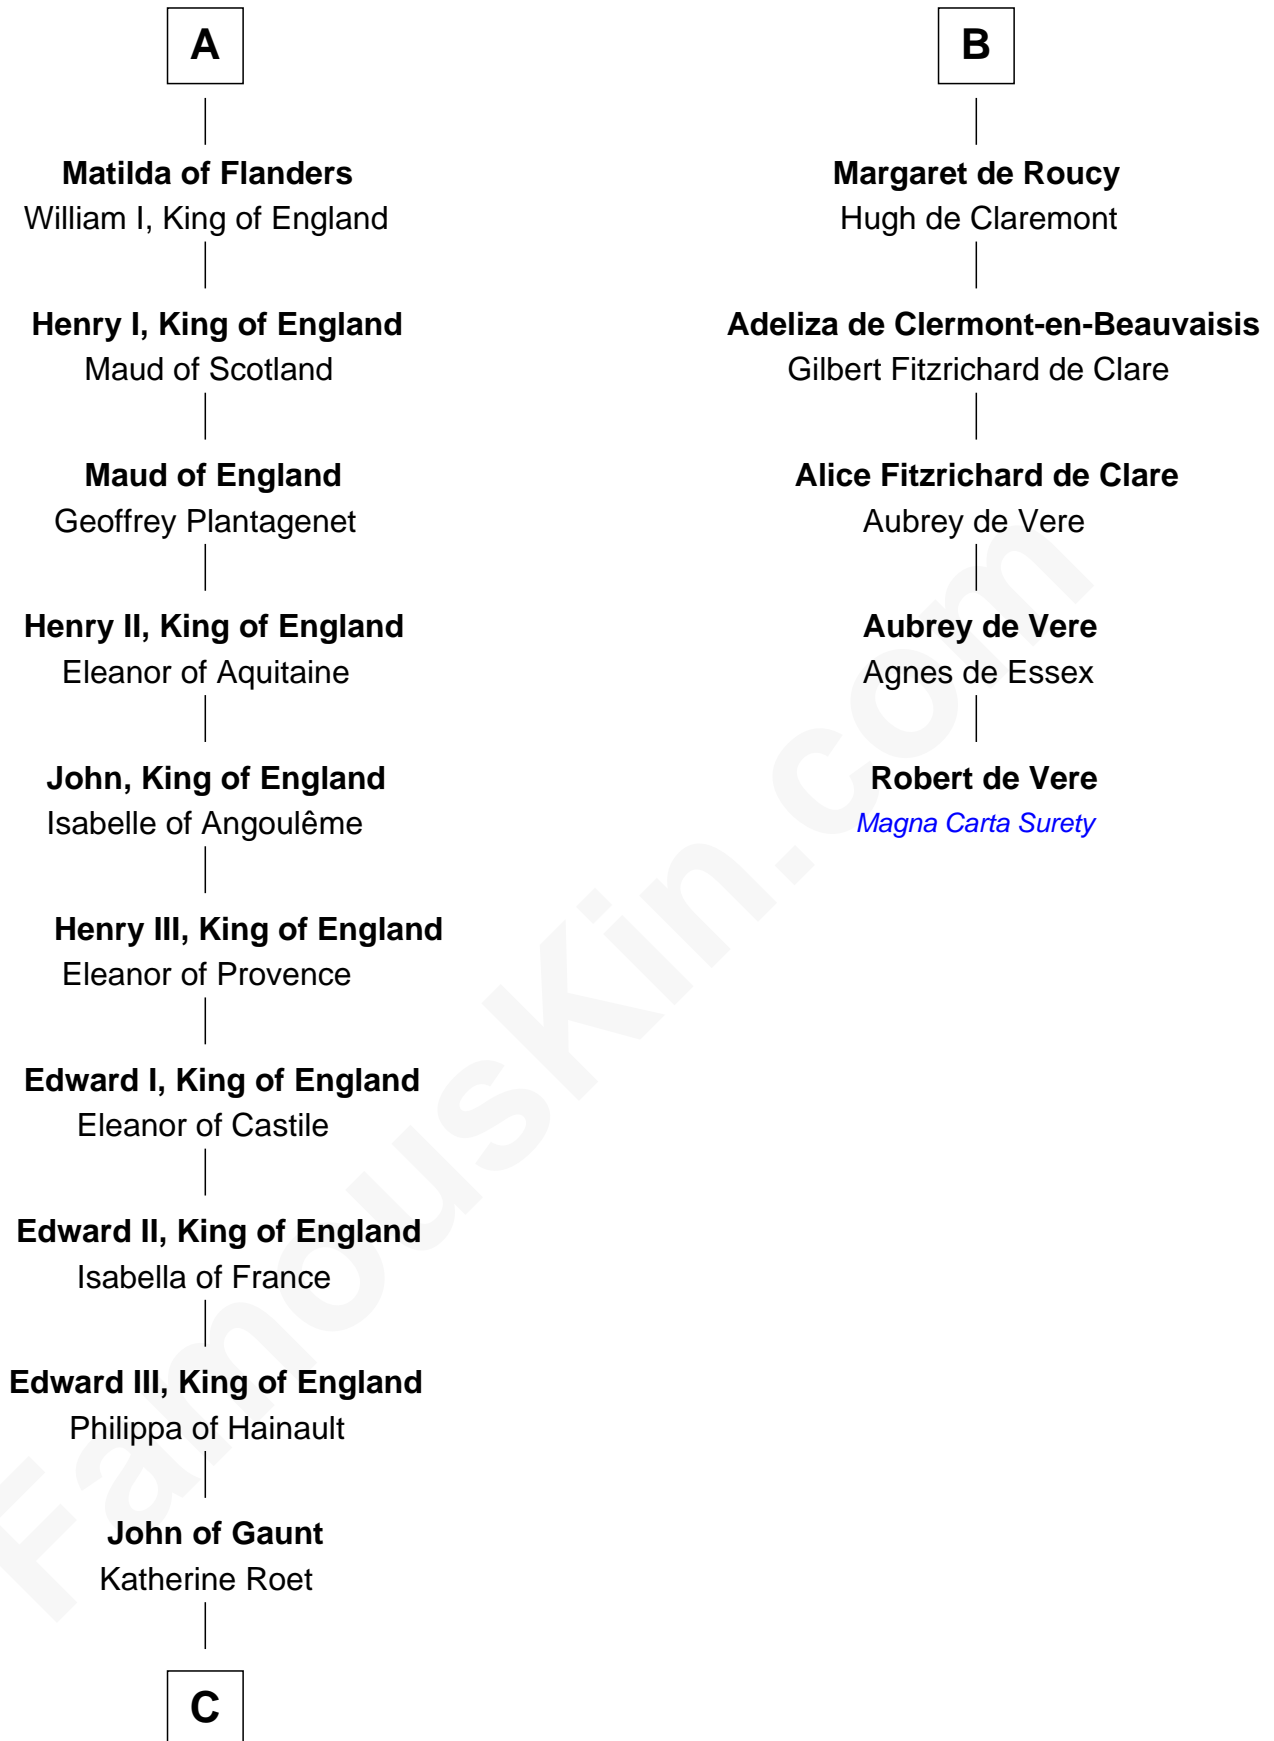 A
Matilda of Flanders
William I, King of England
Henry I, King of England
Maud of Scotland
Maud of England
Geoffrey Plantagenet
Henry II, King of England
Eleanor of Aquitaine
John, King of England
Isabelle of Angoulême
Henry III, King of England
Eleanor of Provence
Edward I, King of England
Eleanor of Castile
Edward II, King of England
Isabella of France
Edward III, King of England
Philippa of Hainault
John of Gaunt
Katherine Roet
C
B
Margaret de Roucy
Hugh de Claremont
Adeliza de Clermont-en-Beauvaisis
Gilbert Fitzrichard de Clare
Alice Fitzrichard de Clare
Aubrey de Vere
Aubrey de Vere
Agnes de Essex
Robert de Vere
Magna Carta Surety
FamousKin.com